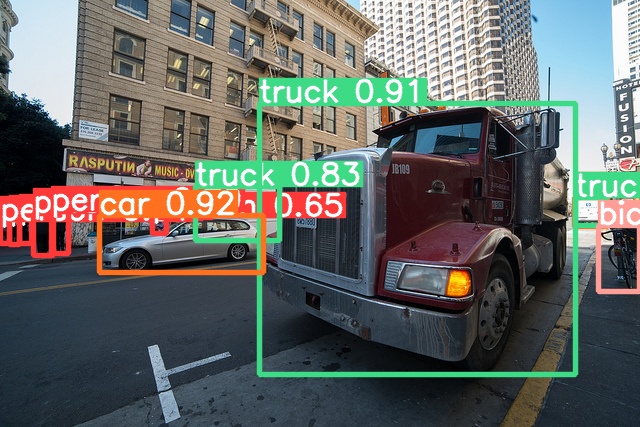 truck 0.91
HOTEL
FUSION
FOR LEASE
RASPUTIN MUSIC • DV
18109
truck 0.83
truc
pe
pper
car 0.92
0.65
bic